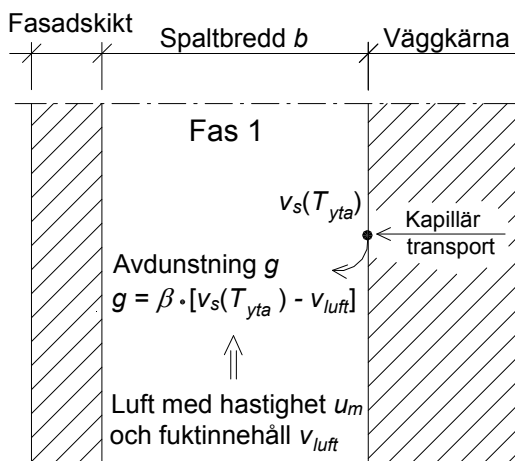 Fasadskikt
Spaltbredd b
Väggkärna
Fas 1
vs(Tyta)
Kapillär
transport
Avdunstning g
g = β·[vs(Tyta) - vluft]
Luft med hastighet um
och fuktinnehåll vluft